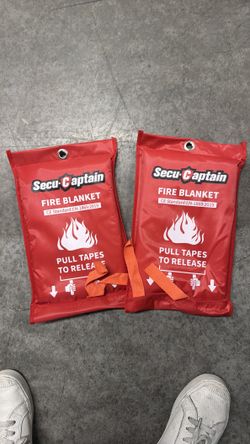 Secu-Captain
FIRE BLANKET
PULL TAPES
TO RELEASE
Secu-Captain
FIRE BLANKET
PULL TAPES
TO RELEASE